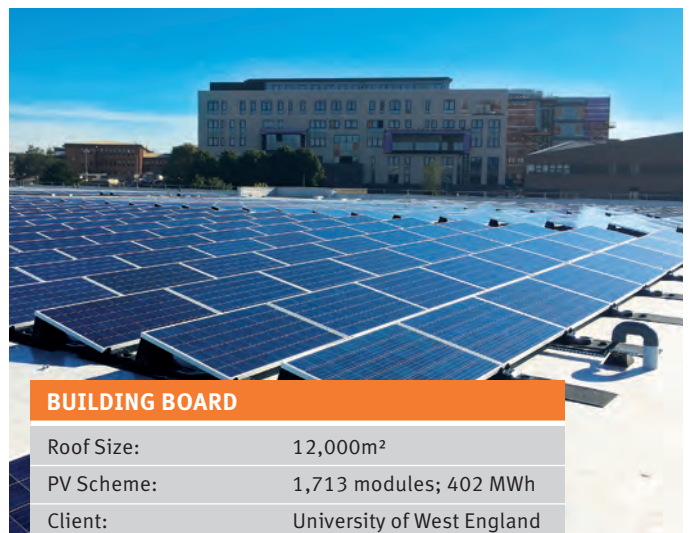 BUILDING BOARD
Roof Size: 12,000m²
PV Scheme: 1,713 modules; 402 MWh
Client: University of West England